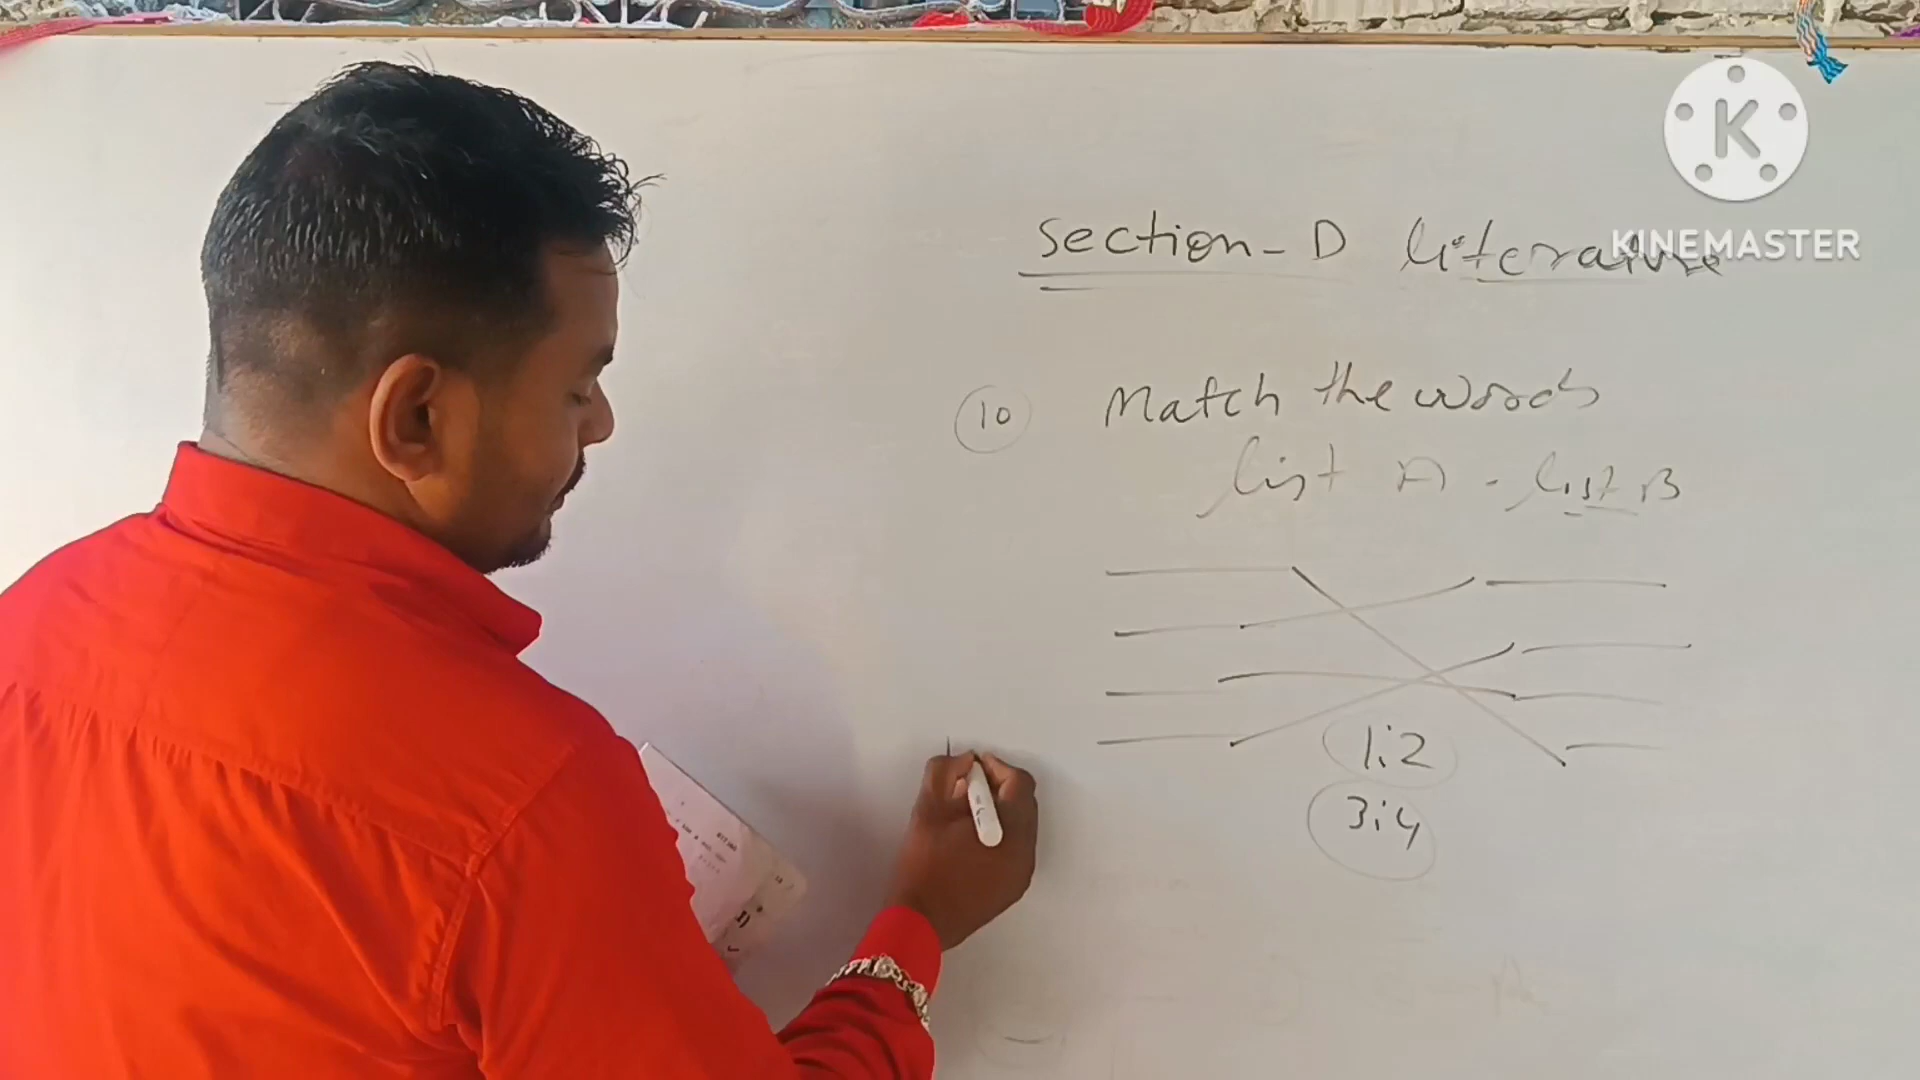 K
KINEMASTER
Section - D literature
10 Match the words
list A - list B
1:2
3:4